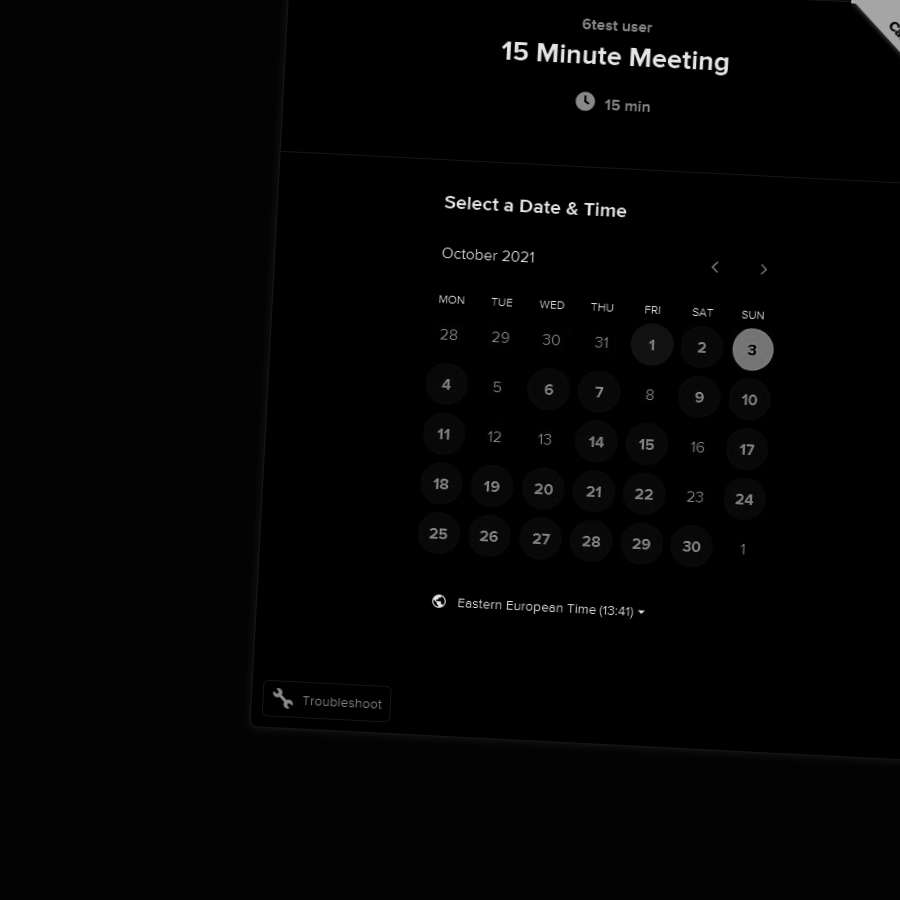 6test user
15 Minute Meeting
15 min
Select a Date & Time
October 2021
MON TUE WED THU FRI SAT SUN
28 29 30 31 1 2 3
4 5 6 7 8 9 10
11 12 13 14 15 16 17
18 19 20 21 22 23 24
25 26 27 28 29 30 1
Eastern European Time (13:41)
Troubleshoot